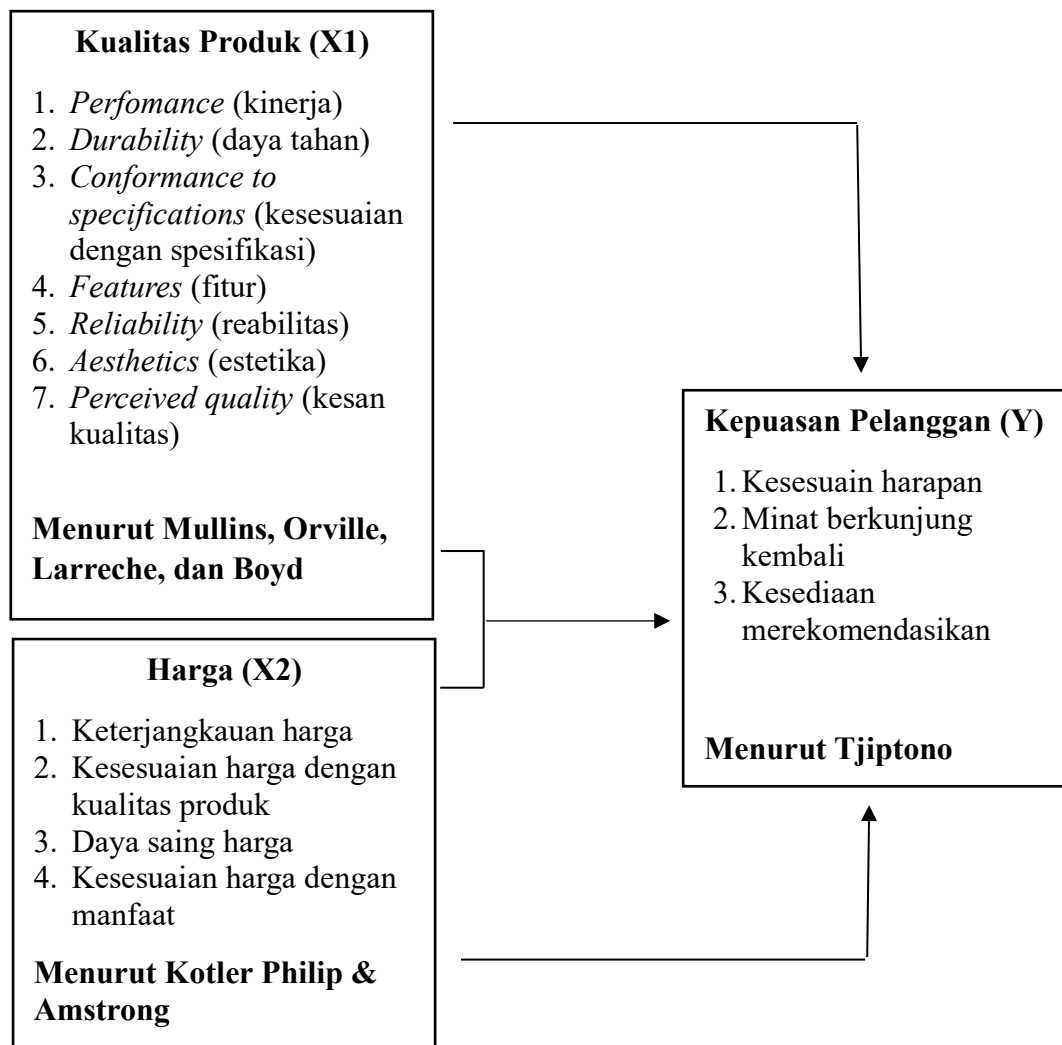 Kualitas Produk (X1)
1. Perfomance (kinerja)
2. Durability (daya tahan)
3. Conformance to
specifications (kesesuaian
dengan spesifikasi)
4. Features (fitur)
5. Reliability (reabilitas)
6. Aesthetics (estetika)
7. Perceived quality (kesan
kualitas)
Menurut Mullins, Orville,
Larreche, dan Boyd
Harga (X2)
1. Keterjangkauan harga
2. Kesesuaian harga dengan
kualitas produk
3. Daya saing harga
4. Kesesuaian harga dengan
manfaat
Menurut Kotler Philip &
Amstrong
Kepuasan Pelanggan (Y)
1. Kesesuain harapan
2. Minat berkunjung
kembali
3. Kesediaan
merekomendasikan
Menurut Tjiptono